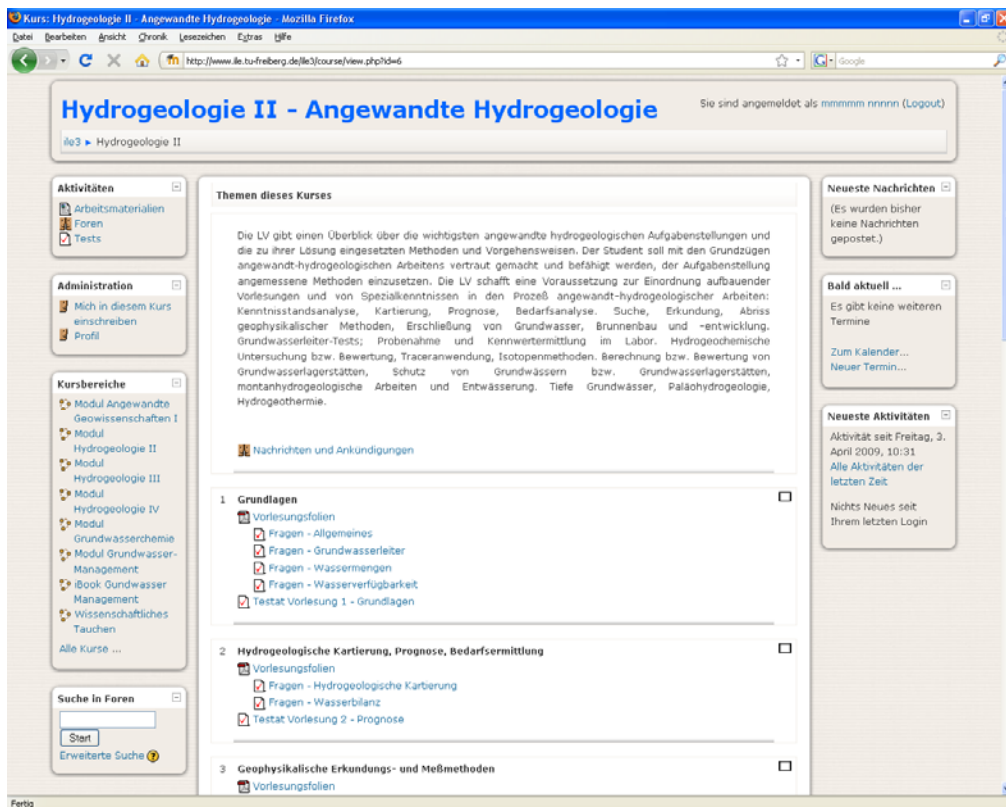 Kurs: Hydrogeologie II - Angewandte Hydrogeologie - Mozilla Firefox
Datei Bearbeiten Ansicht Chronik Lesezeichen Extras Hilfe
http://www.ile.tu-freiberg.de/ile3/course/view.php?id=6
Google
Hydrogeologie II - Angewandte Hydrogeologie
Sie sind angemeldet als mmmmm nnnnn (Logout)
ile3 ► Hydrogeologie II
Aktivitäten
Arbeitsmaterialien
Foren
Tests
Administration
Mich in diesem Kurs
einschreiben
Profil
Kursbereiche
Modul Angewandte
Geowissenschaften I
Modul
Hydrogeologie II
Modul
Hydrogeologie III
Modul
Hydrogeologie IV
Modul
Grundwasserchemie
Modul Grundwasser-
Management
iBook Gundwasser
Management
Wissenschaftliches
Tauchen
Alle Kurse ...
Suche in Foren
Start
Erweiterte Suche
Themen dieses Kurses
Die LV gibt einen Überblick über die wichtigsten angewandte hydrogeologischen Aufgabenstellungen und
die zu ihrer Lösung eingesetzten Methoden und Vorgehensweisen. Der Student soll mit den Grundzügen
angewandt-hydrogeologischen Arbeitens vertraut gemacht und befähigt werden, der Aufgabenstellung
angemessene Methoden einzusetzen. Die LV schafft eine Voraussetzung zur Einordnung aufbauender
Vorlesungen und von Spezialkenntnissen in den Prozeß angewandt-hydrogeologischer Arbeiten:
Kenntnisstandsanalyse, Kartierung, Prognose, Bedarfsanalyse. Suche, Erkundung, Abriss
geophysikalischer Methoden, Erschließung von Grundwasser, Brunnenbau und -entwicklung.
Grundwasserleiter-Tests; Probenahme und Kennwertermittlung im Labor. Hydrogeochemische
Untersuchung bzw. Bewertung, Traceranwendung, Isotopenmethoden. Berechnung bzw. Bewertung von
Grundwasserlagerstätten, Schutz von Grundwässern bzw. Grundwasserlagerstätten,
montanhydrogeologische Arbeiten und Entwässerung. Tiefe Grundwässer, Paläohydrogeologie,
Hydrogeothermie.
Nachrichten und Ankündigungen
1 Grundlagen
Vorlesungsfolien
Fragen - Allgemeines
Fragen - Grundwasserleiter
Fragen - Wassermengen
Fragen - Wasserverfügbarkeit
Testat Vorlesung 1 - Grundlagen
2 Hydrogeologische Kartierung, Prognose, Bedarfsermittlung
Vorlesungsfolien
Fragen - Hydrogeologische Kartierung
Fragen - Wasserbilanz
Testat Vorlesung 2 - Prognose
3 Geophysikalische Erkundungs- und Meßmethoden
Vorlesungsfolien
Neueste Nachrichten
(Es wurden bisher
keine Nachrichten
gepostet.)
Bald aktuell ...
Es gibt keine weiteren
Termine
Zum Kalender...
Neuer Termin...
Neueste Aktivitäten
Aktivität seit Freitag, 3.
April 2009, 10:31
Alle Aktivitäten der
letzten Zeit
Nichts Neues seit
Ihrem letzten Login
Fertig